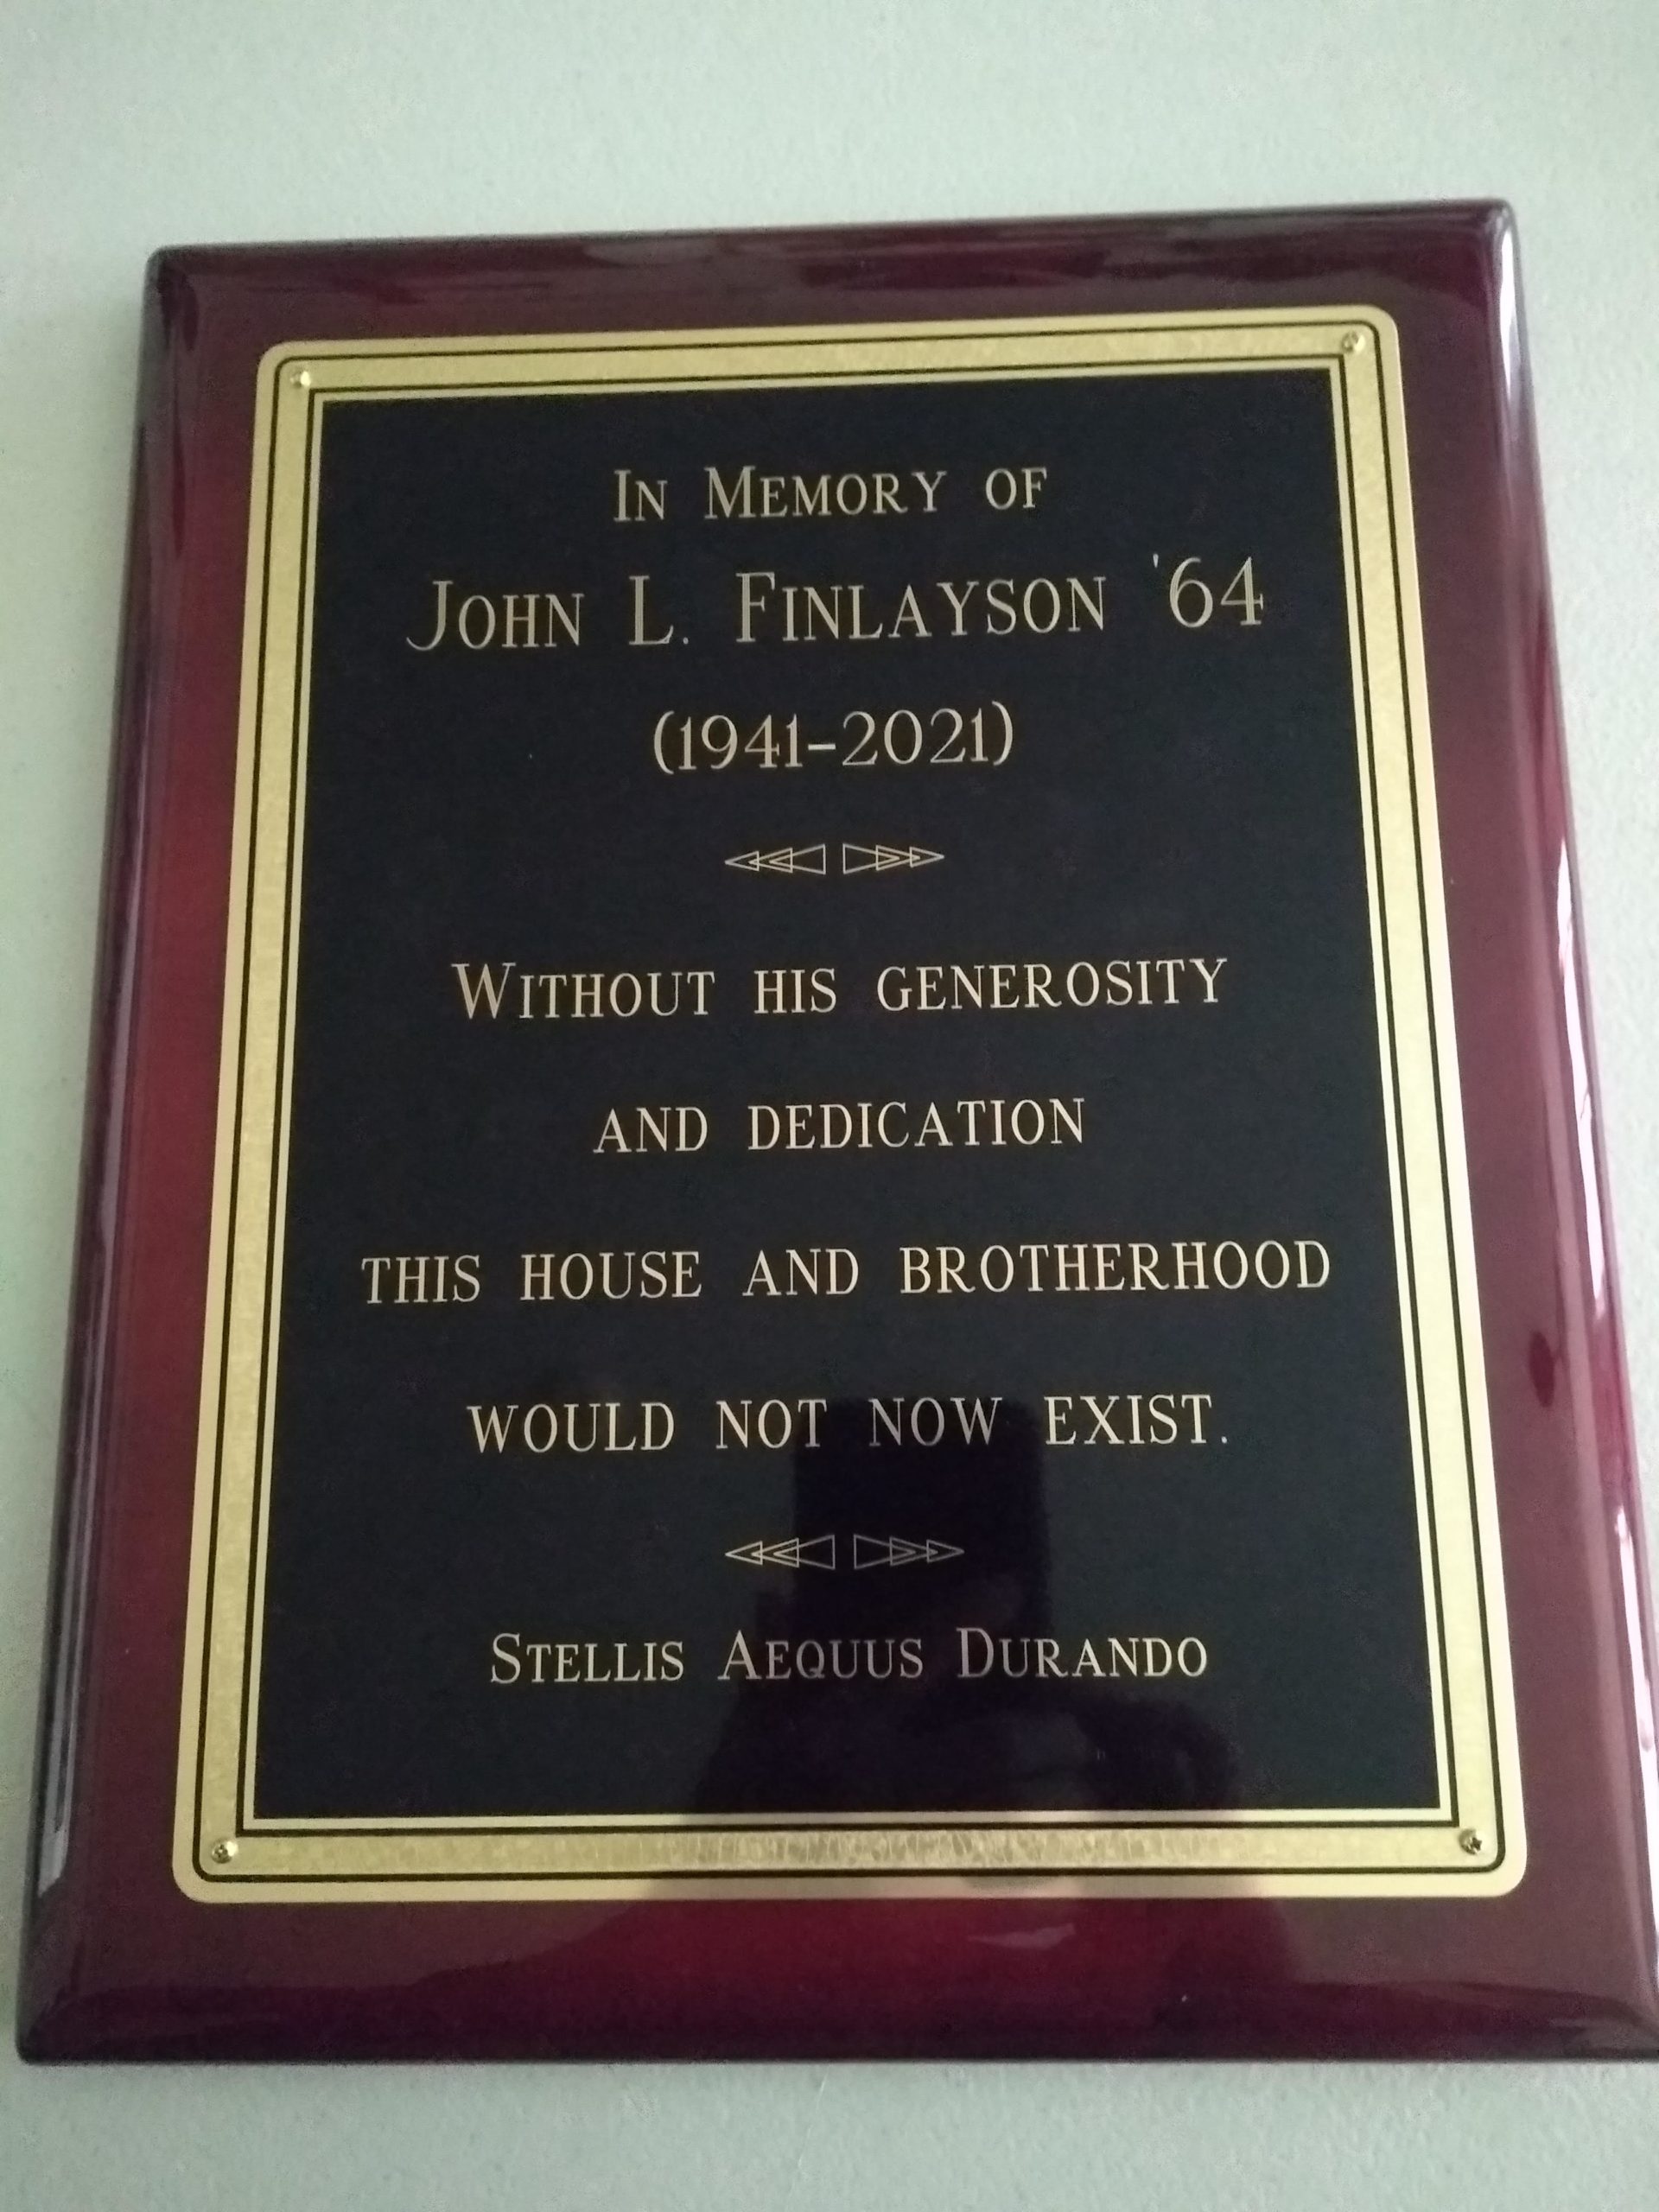 In Memory of
John L. Finlayson '64
(1941-2021)
Without his generosity
and dedication
this house and brotherhood
would not now exist.
Stellis Aequus Durando